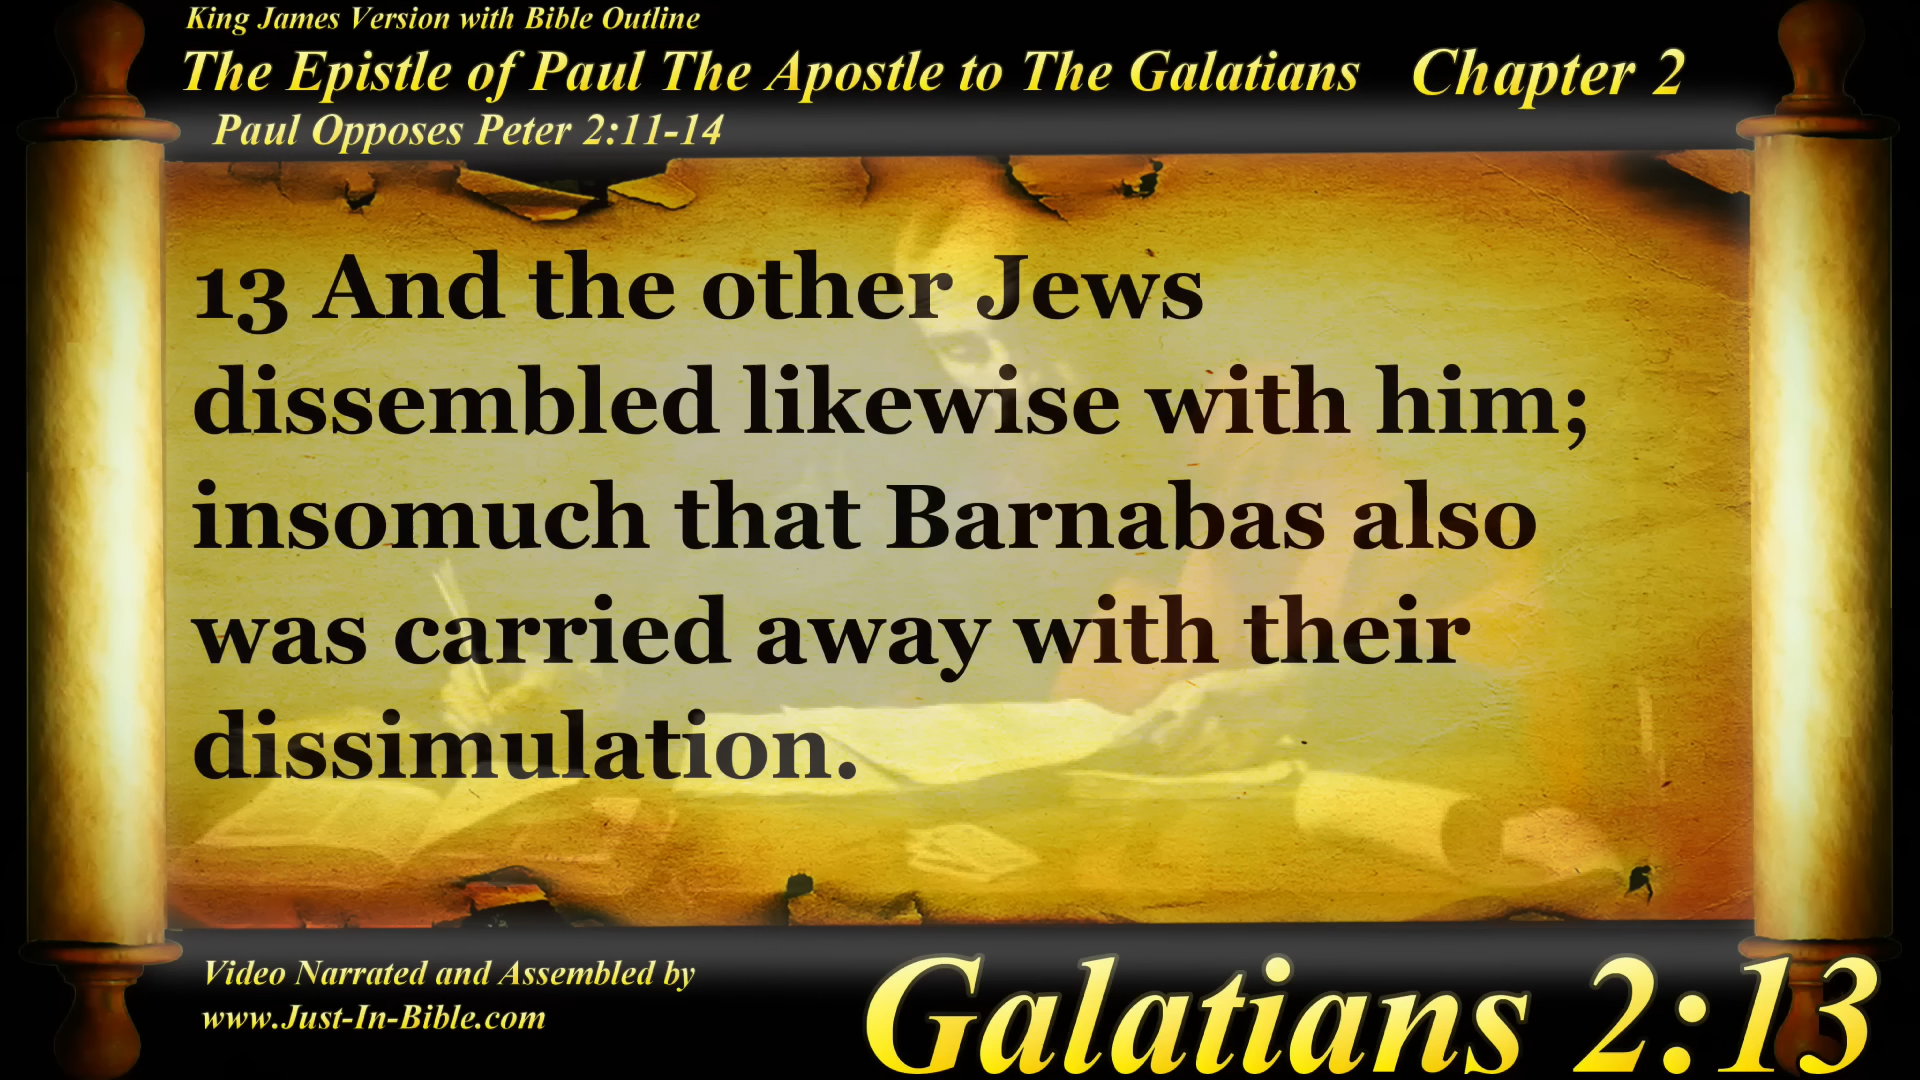 King James Version with Bible Outline
The Epistle of Paul The Apostle to The Galatians Chapter 2
Paul Opposes Peter 2:11-14
13 And the other Jews
dissembled likewise with him;
insomuch that Barnabas also
was carried away with their
dissimulation.
Video Narrated and Assembled by
www.Just-In-Bible.com
Galatians 2:13